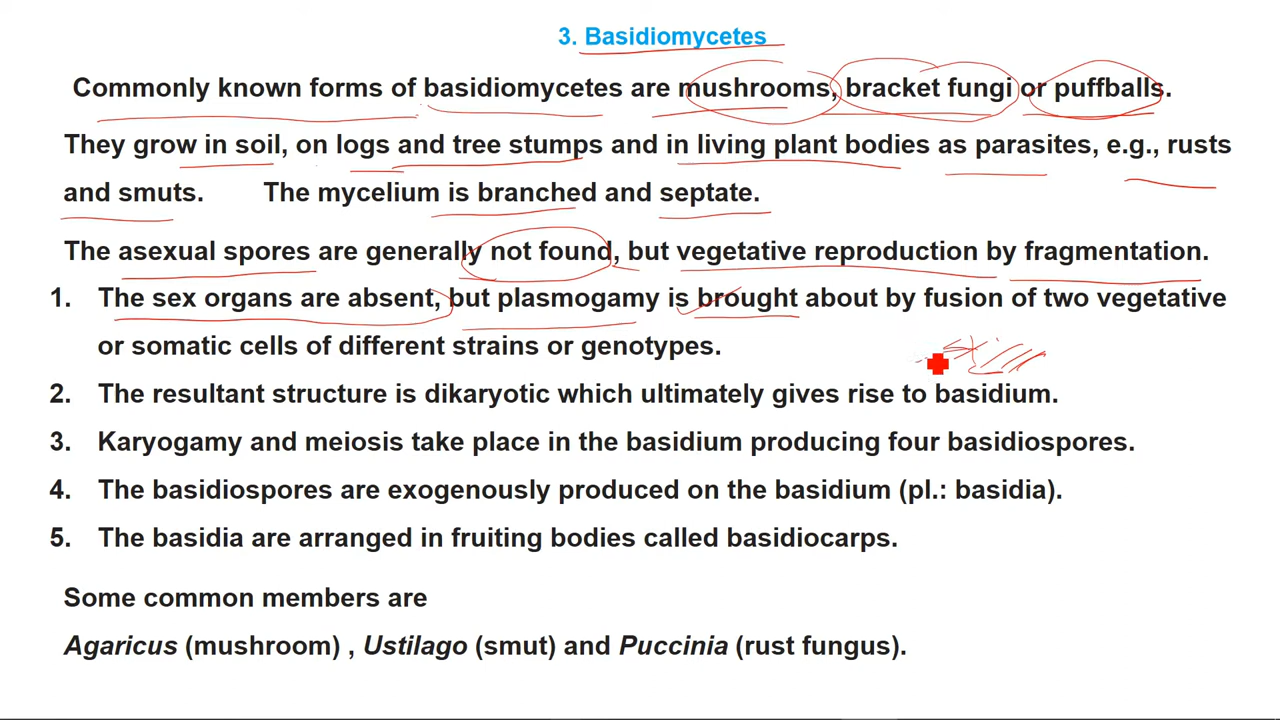 3. Basidiomycetes
Commonly known forms of basidiomycetes are mushrooms, bracket fungi or puffballs.
They grow in soil, on logs and tree stumps and in living plant bodies as parasites, e.g., rusts
and smuts. The mycelium is branched and septate.
The asexual spores are generally not found, but vegetative reproduction by fragmentation.
1. The sex organs are absent, but plasmogamy is brought about by fusion of two vegetative
or somatic cells of different strains or genotypes.
2. The resultant structure is dikaryotic which ultimately gives rise to basidium.
3. Karyogamy and meiosis take place in the basidium producing four basidiospores.
4. The basidiospores are exogenously produced on the basidium (pl.: basidia).
5. The basidia are arranged in fruiting bodies called basidiocarps.
Some common members are
Agaricus (mushroom) , Ustilago (smut) and Puccinia (rust fungus).